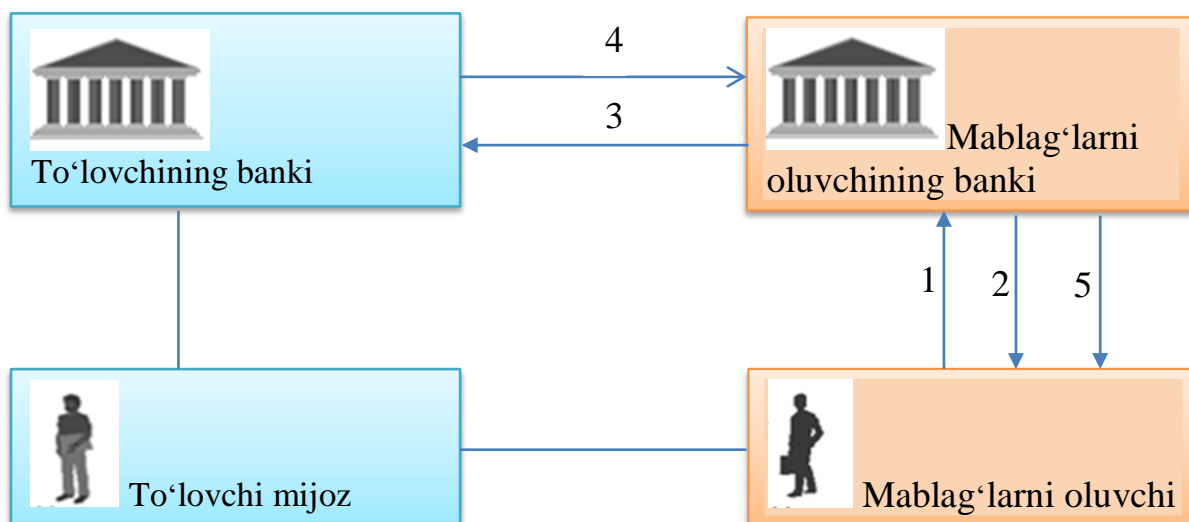 4
3
To‘lovchining banki
Mablag‘larni
oluvchining banki
1
2
5
To‘lovchi mijoz
Mablag‘larni oluvchi